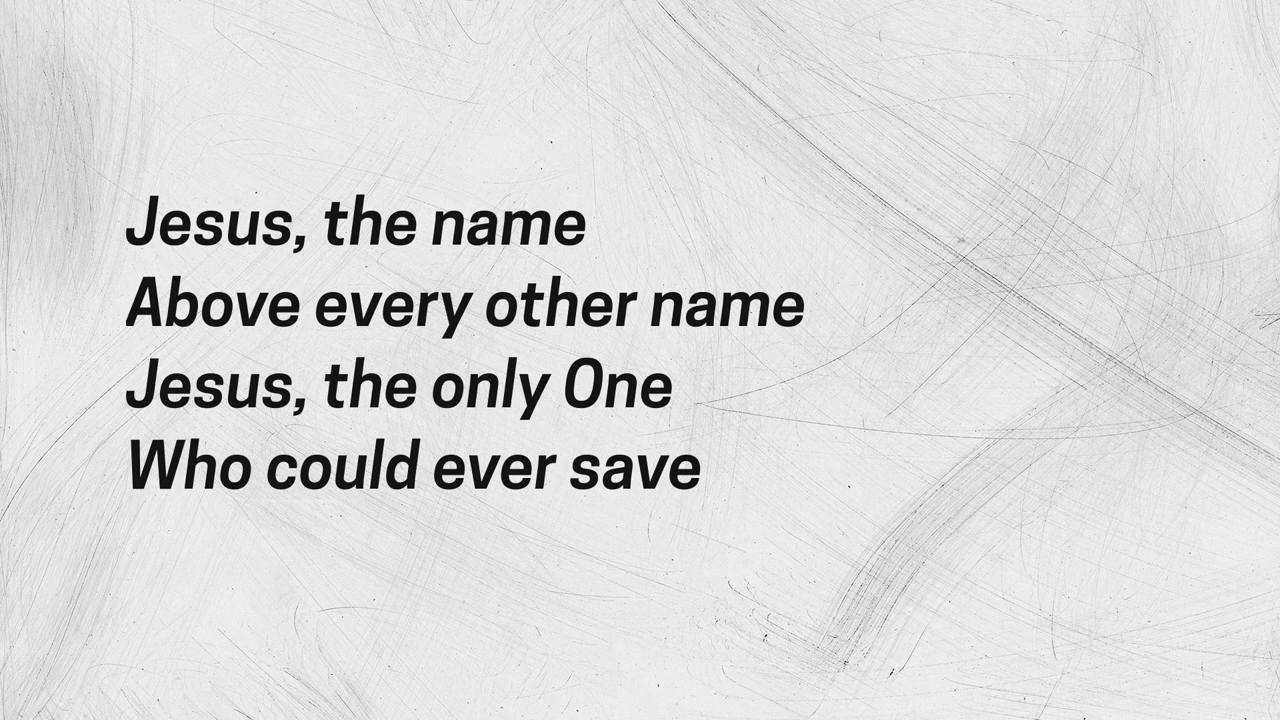 Jesus, the name
Above every other name
Jesus, the only One
Who could ever save